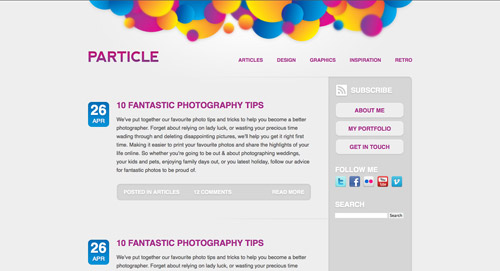 PARTICLE
ARTICLES DESIGN GRAPHICS INSPIRATION RETRO
26
APR
10 FANTASTIC PHOTOGRAPHY TIPS
We've put together our favourite photo tips and tricks to help you become a better
photographer. Forget about relying on lady luck, or wasting your precious time
wading through and deleting disappointing pictures, we'll help you get it right first
time. Making it easier to print your favourite photos and share the highlights of your
life online. So whether you're going to be out & about photographing weddings,
your kids and pets, enjoying family days out, or you latest holiday, follow our advice
for fantastic photos to be proud of.
POSTED IN ARTICLES 12 COMMENTS READ MORE
SUBSCRIBE
ABOUT ME
MY PORTFOLIO
GET IN TOUCH
FOLLOW ME
You Tube
SEARCH
Search
26
APR
10 FANTASTIC PHOTOGRAPHY TIPS
We've put together our favourite photo tips and tricks to help you become a better
photographer. Forget about relying on lady luck, or wasting your precious time